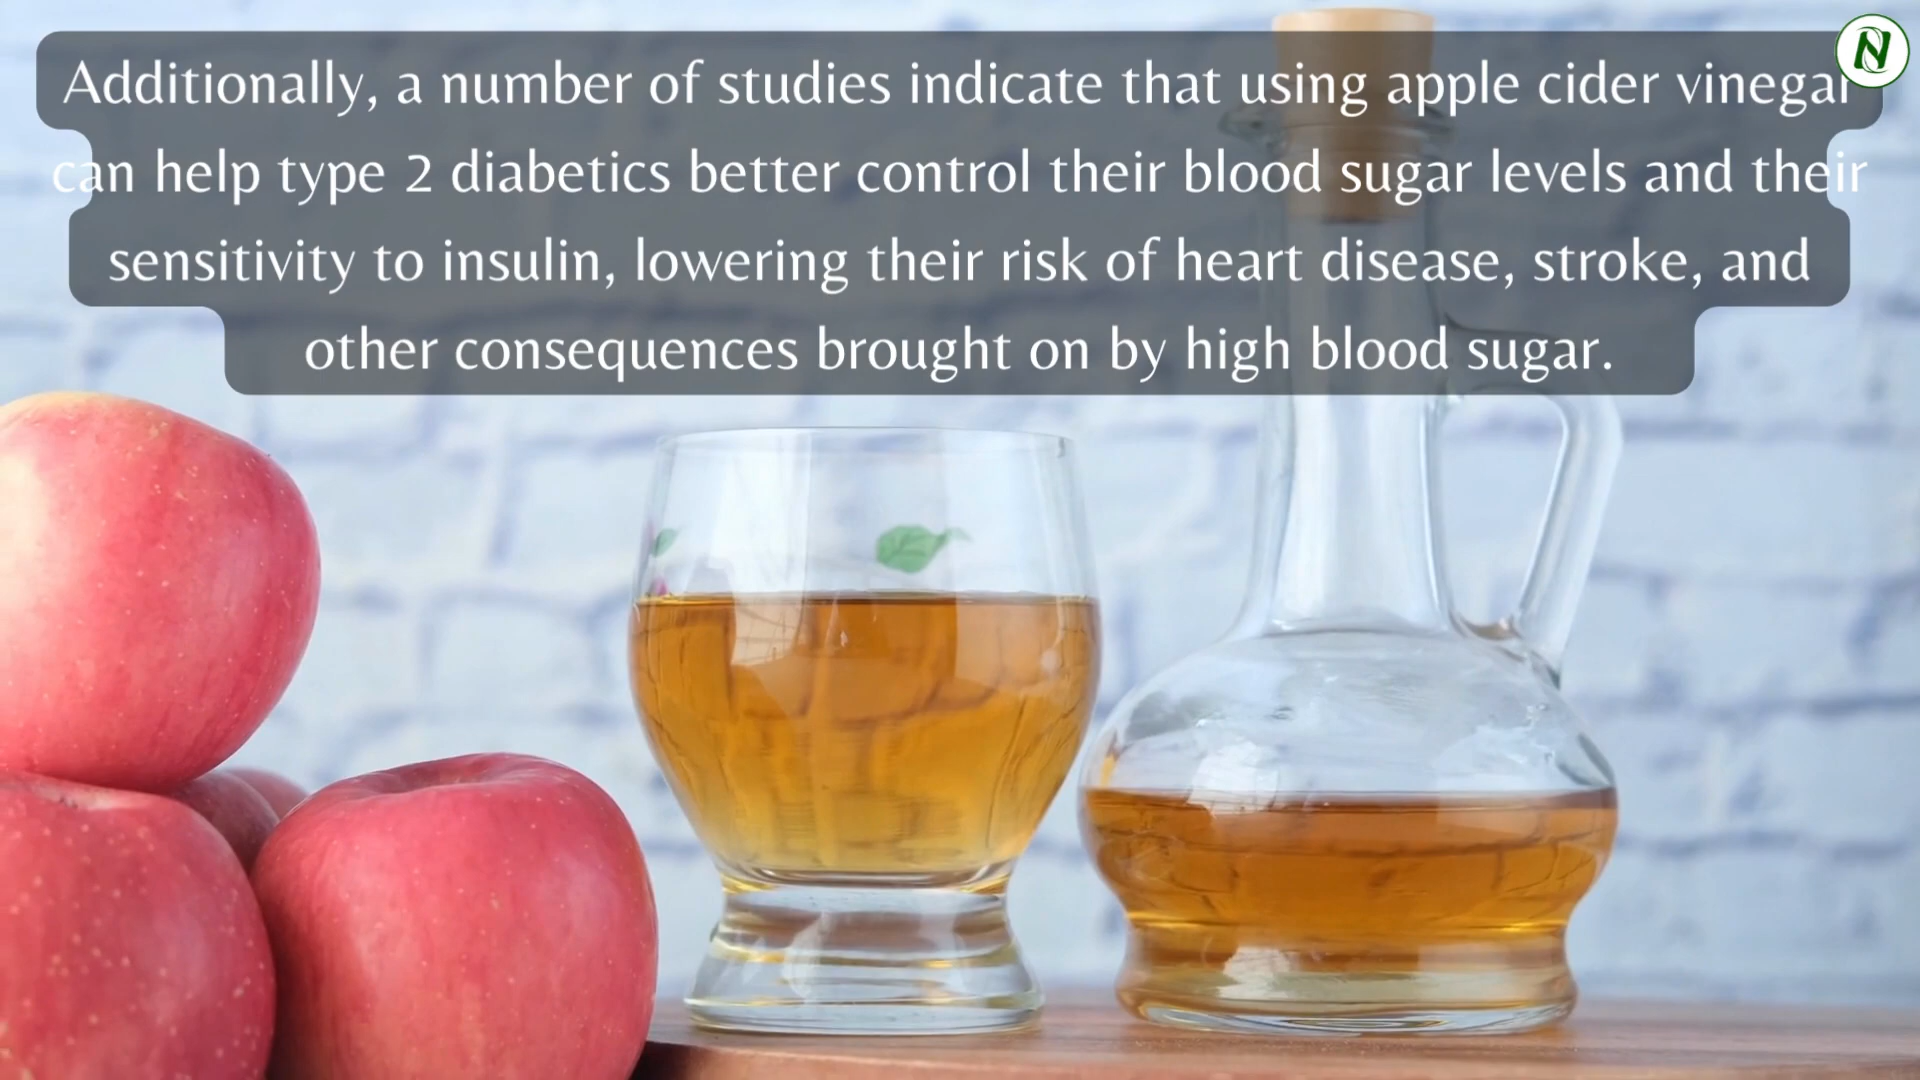 Additionally, a number of studies indicate that using apple cider vinegar
can help type 2 diabetics better control their blood sugar levels and their
sensitivity to insulin, lowering their risk of heart disease, stroke, and
other consequences brought on by high blood sugar.
N